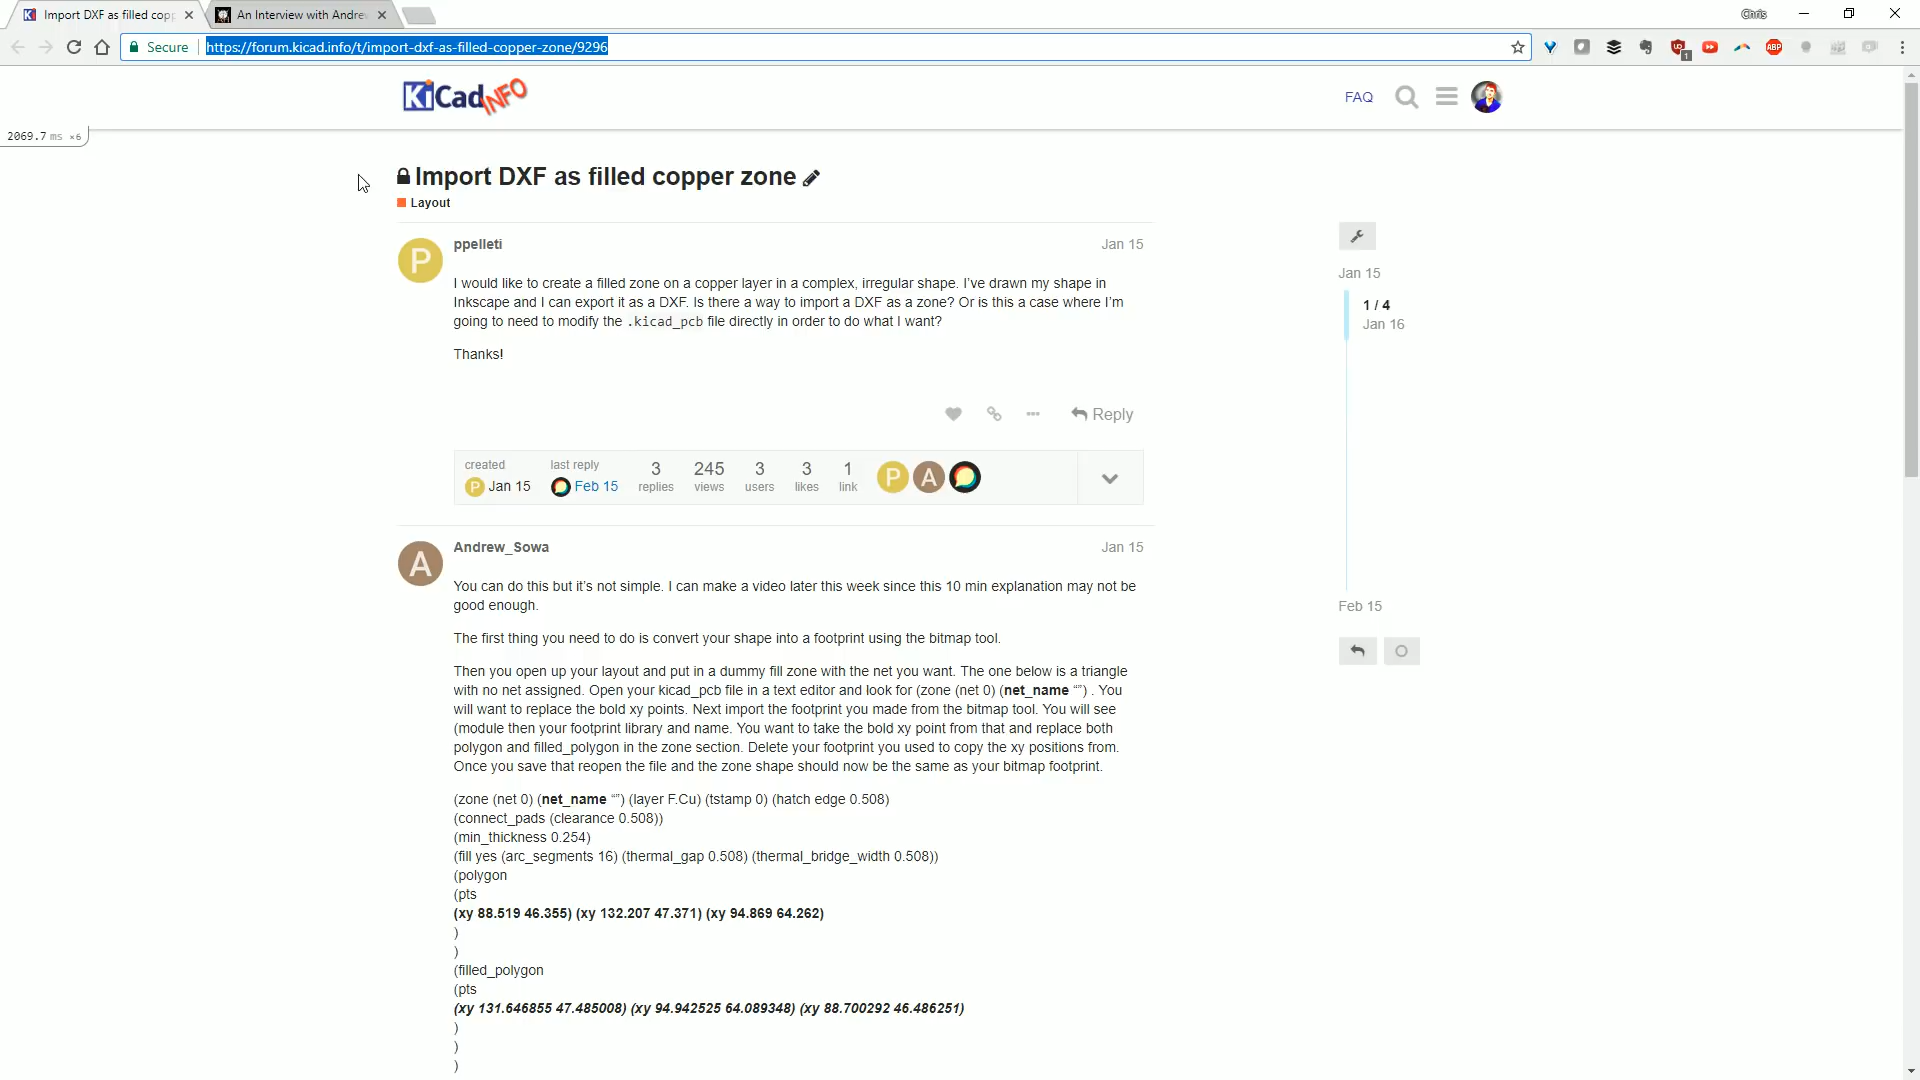 Import DXF as filled cop
An Interview with Andre
Chris
Secure
https://forum.kicad.info/t/import-dxf-as-filled-copper-zone/9296
1
ABP
KiCad INFO
FAQ
2069.7 ms ×6
Import DXF as filled copper zone
Layout
P
ppelleti
Jan 15
I would like to create a filled zone on a copper layer in a complex, irregular shape. I've drawn my shape in
Inkscape and I can export it as a DXF. Is there a way to import a DXF as a zone? Or is this a case where I'm
going to need to modify the .kicad_pcb file directly in order to do what I want?
Thanks!
Reply
Jan 15
1 / 4
Jan 16
Feb 15
created
P Jan 15
last reply
Feb 15
3
replies
245
views
3
users
3
likes
1
link
P A
A
Andrew_Sowa
Jan 15
You can do this but it's not simple. I can make a video later this week since this 10 min explanation may not be
good enough.
The first thing you need to do is convert your shape into a footprint using the bitmap tool.
Then you open up your layout and put in a dummy fill zone with the net you want. The one below is a triangle
with no net assigned. Open your kicad_pcb file in a text editor and look for (zone (net 0) (net_name “”) . You
will want to replace the bold xy points. Next import the footprint you made from the bitmap tool. You will see
(module then your footprint library and name. You want to take the bold xy point from that and replace both
polygon and filled_polygon in the zone section. Delete your footprint you used to copy the xy positions from.
Once you save that reopen the file and the zone shape should now be the same as your bitmap footprint.
(zone (net 0) (net_name “”) (layer F.Cu) (tstamp 0) (hatch edge 0.508)
(connect_pads (clearance 0.508))
(min_thickness 0.254)
(fill yes (arc_segments 16) (thermal_gap 0.508) (thermal_bridge_width 0.508))
(polygon
(pts
(xy 88.519 46.355) (xy 132.207 47.371) (xy 94.869 64.262)
)
)
(filled_polygon
(pts
(xy 131.646855 47.485008) (xy 94.942525 64.089348) (xy 88.700292 46.486251)
)
)
)